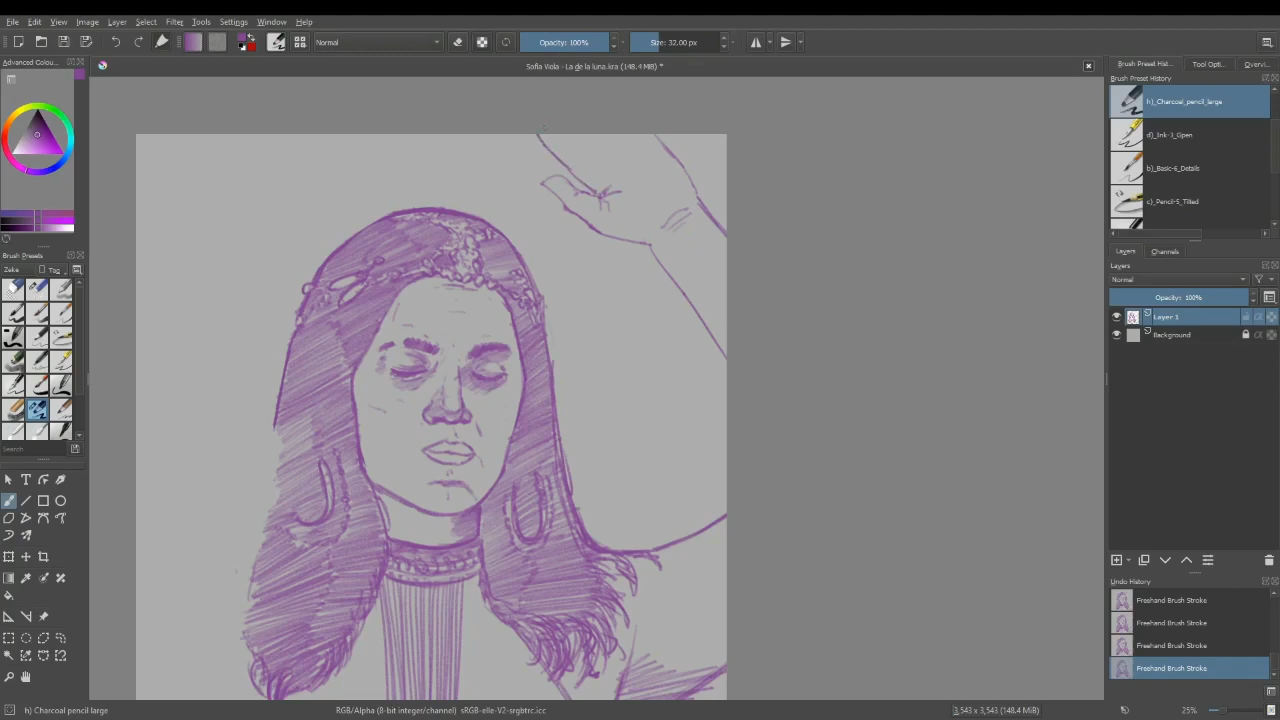 File Edit View Image Layer Select Filter Tools Settings Window Help
Normal Opacity: 100% Size: 32.00 px
Advanced Colou...
Sofia Viola - La de la luna.kra (148.4 MiB) *
Brush Preset Hist... Tool Opti... Overvi...
Brush Preset History
h)_Charcoal_pencil_large
d)_Ink-3_Gpen
b)_Basic-6_Details
c)_Pencil-5_Tilted
Brush Presets
Zeke Tag
Layers Channels
Layers
Normal
Opacity: 100%
Layer 1
Background
Search
Undo History
Freehand Brush Stroke
Freehand Brush Stroke
Freehand Brush Stroke
Freehand Brush Stroke
h) Charcoal pencil large
RGB/Alpha (8-bit integer/channel) sRGB-elle-V2-srgbtrc.icc
3,543 x 3,543 (148.4 MiB)
25%